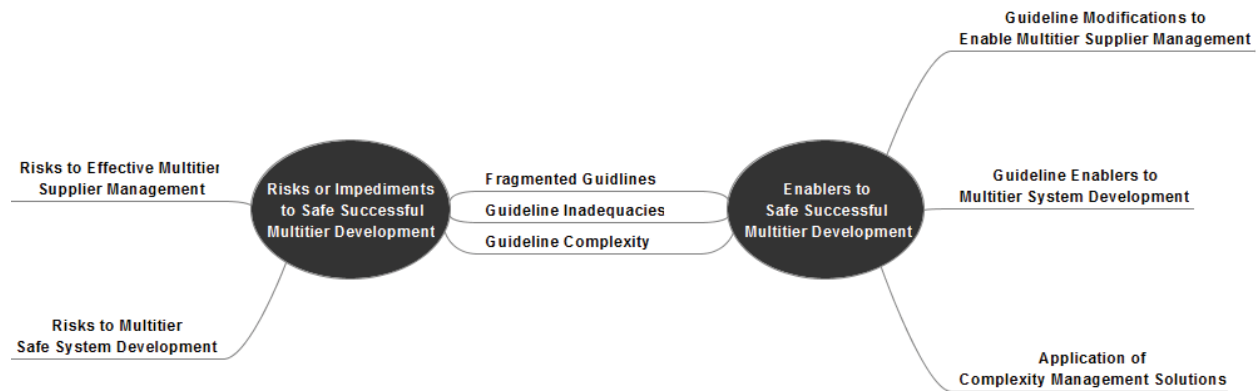 Guideline Modifications to
Enable Multitier Supplier Management
Risks to Effective Multitier
Supplier Management
Risks or Impediments
to Safe Successful
Multitier Development
Fragmented Guidlines
Guideline Inadequacies
Guideline Complexity
Enablers to
Safe Successful
Multitier Development
Guideline Enablers to
Multitier System Development
Risks to Multitier
Safe System Development
Application of
Complexity Management Solutions